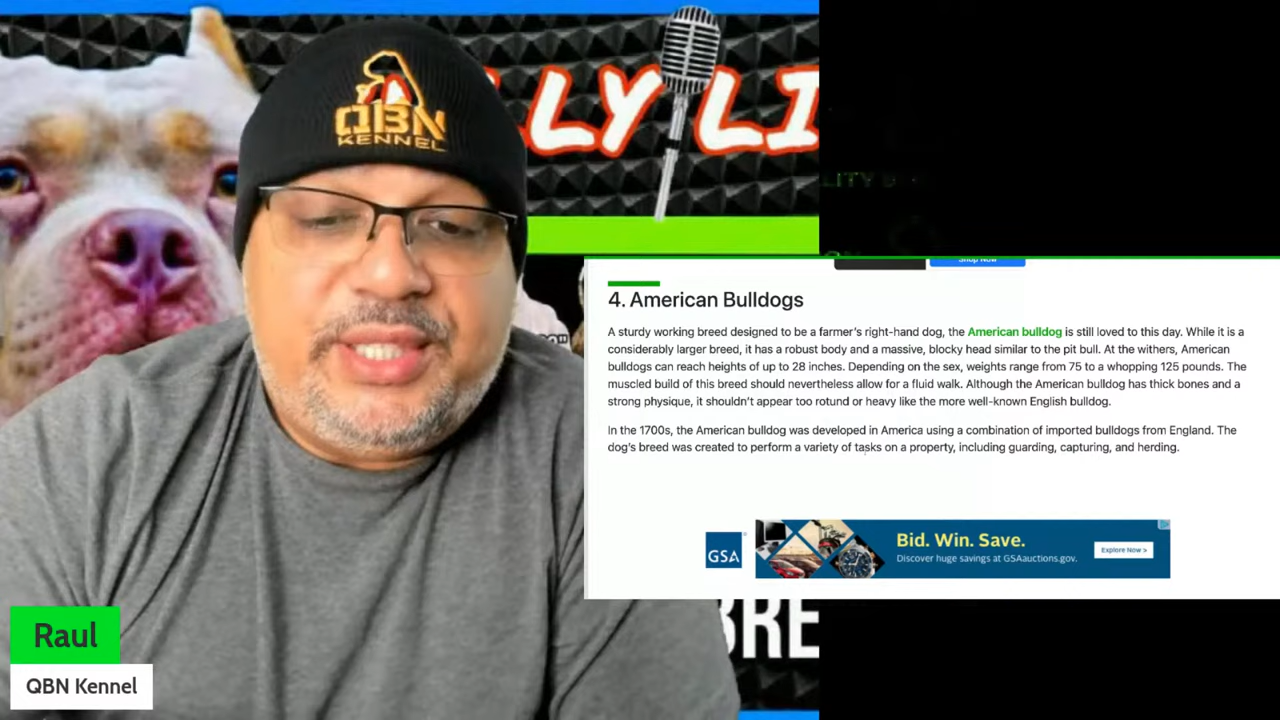 QBN
KENNEL
LLY LI
LITY
Shop Now
4. American Bulldogs
A sturdy working breed designed to be a farmer's right-hand dog, the American bulldog is still loved to this day. While it is a
considerably larger breed, it has a robust body and a massive, blocky head similar to the pit bull. At the withers, American
bulldogs can reach heights of up to 28 inches. Depending on the sex, weights range from 75 to a whopping 125 pounds. The
muscled build of this breed should nevertheless allow for a fluid walk. Although the American bulldog has thick bones and a
strong physique, it shouldn't appear too rotund or heavy like the more well-known English bulldog.
In the 1700s, the American bulldog was developed in America using a combination of imported bulldogs from England. The
dog's breed was created to perform a variety of tasks on a property, including guarding, capturing, and herding.
GSA
Bid. Win. Save.
Discover huge savings at GSAauctions.gov.
Explore Now >
BRE
Raul
QBN Kennel